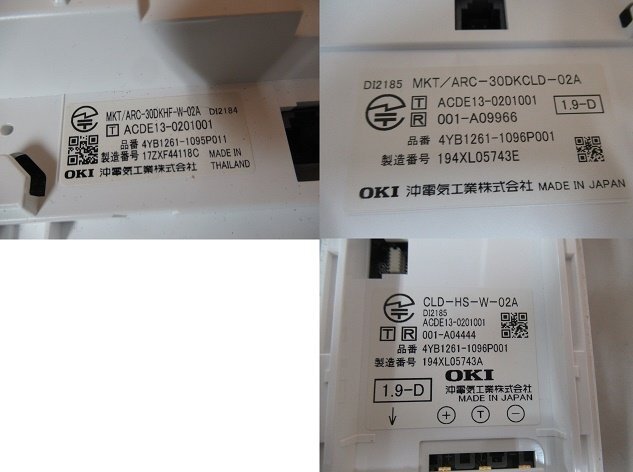 MKT/ARC-30DKHF-W-02A DI2184
T ACDE13-0201001
品番 4YB1261-1095P011
製造番号 17ZXF44118C MADE IN THAILAND
OKI 沖電気工業株式会社
DI2185 MKT/ARC-30DKCLD-02A
T ACDE13-0201001
R 001-A09966
1.9-D
品番 4YB1261-1096P001
製造番号 194XL05743E
OKI 沖電気工業株式会社 MADE IN JAPAN
CLD-HS-W-02A
DI2185
ACDE13-0201001
T R 001-A04444
品番 4YB1261-1096P001
製造番号 194XL05743A
OKI
1.9-D
沖電気工業株式会社
MADE IN JAPAN
↓ + T −